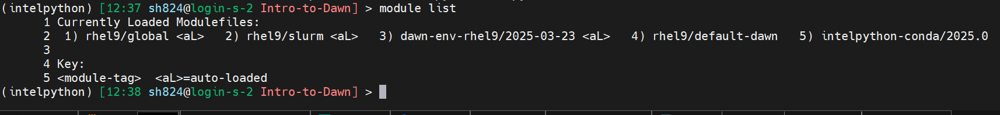 (intelpython) [12:37 sh824@login-s-2 Intro-to-Dawn] > module list
1 Currently Loaded Modulefiles:
2 1) rhel9/global <aL> 2) rhel9/slurm <aL> 3) dawn-env-rhel9/2025-03-23 <aL> 4) rhel9/default-dawn 5) intelpython-conda/2025.0
3
4 Key:
5 <module-tag> <aL>=auto-loaded
(intelpython) [12:38 sh824@login-s-2 Intro-to-Dawn] >